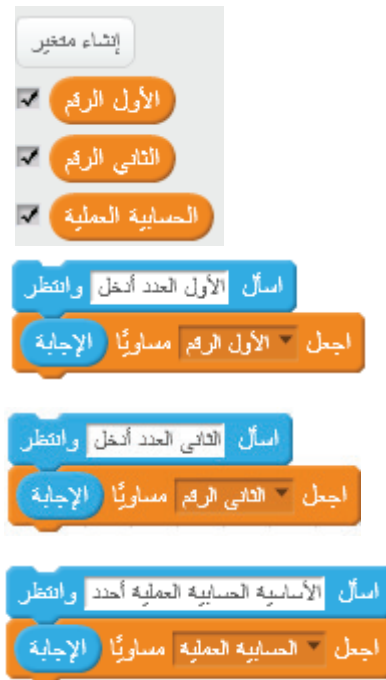 إنشاء متغير
الأول الرقم
الثاني الرقم
الحسابية العملية
اسأل الأول العدد أدخل وانتظر
اجعل الأول الرقم مساويًا الإجابة
اسأل الثاني العدد أدخل وانتظر
اجعل الثاني الرقم مساويًا الإجابة
اسأل الأساسية الحسابية العملية أحدد وانتظر
اجعل الحسابية العملية مساويًا الإجابة